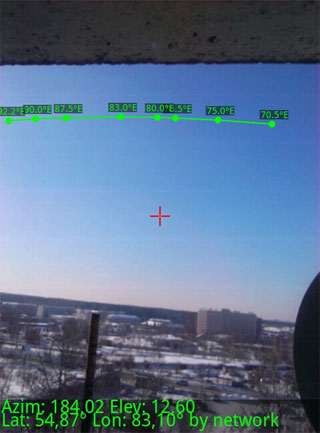 90.0°E 87.5°E 83.0°E 80.0°E .5°E 75.0°E 70.5°E
Azim: 184,02 Elev: 12,60
Lat: 54,87° Lon: 83,10° by network